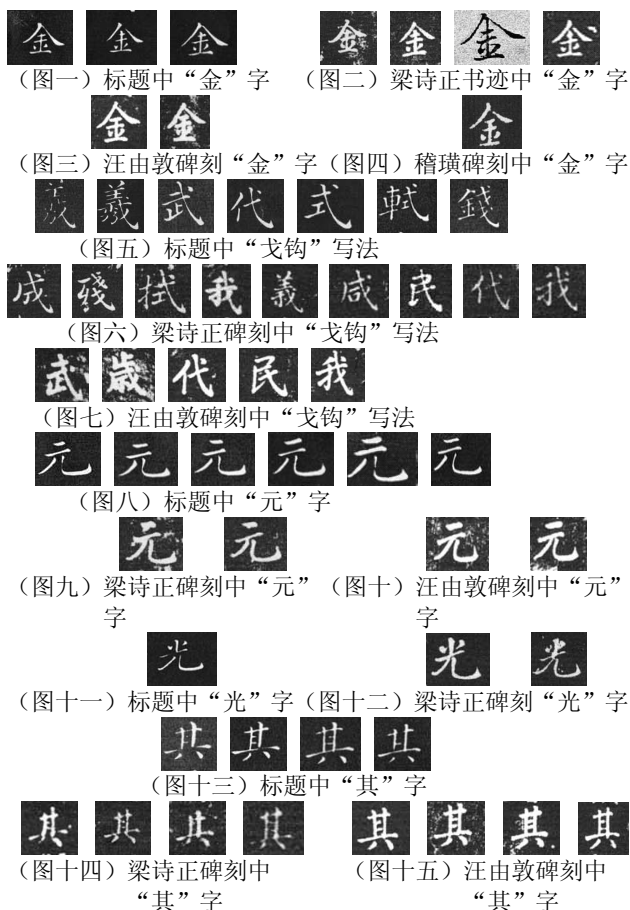 金 金 金 金 金 金 金
（图一）标题中“金”字 （图二）梁诗正书迹中“金”字
金 金 金
（图三）汪由敦碑刻“金”字（图四）稽璜碑刻中“金”字
羲 羲 武 代 式 軾 錢
（图五）标题中“戈钩”写法
成 殘 拭 我 義 咸 民 代 我
（图六）梁诗正碑刻中“戈钩”写法
武 歲 代 民 我
（图七）汪由敦碑刻中“戈钩”写法
元 元 元 元 元 元
（图八）标题中“元”字
元 元 元 元
（图九）梁诗正碑刻中“元”（图十）汪由敦碑刻中“元”
字 字
光 光 光
（图十一）标题中“光”字（图十二）梁诗正碑刻“光”字
其 其 其 其
（图十三）标题中“其”字
其 其 其 其 其 其 其 其
（图十四）梁诗正碑刻中 （图十五）汪由敦碑刻中
“其”字 “其”字